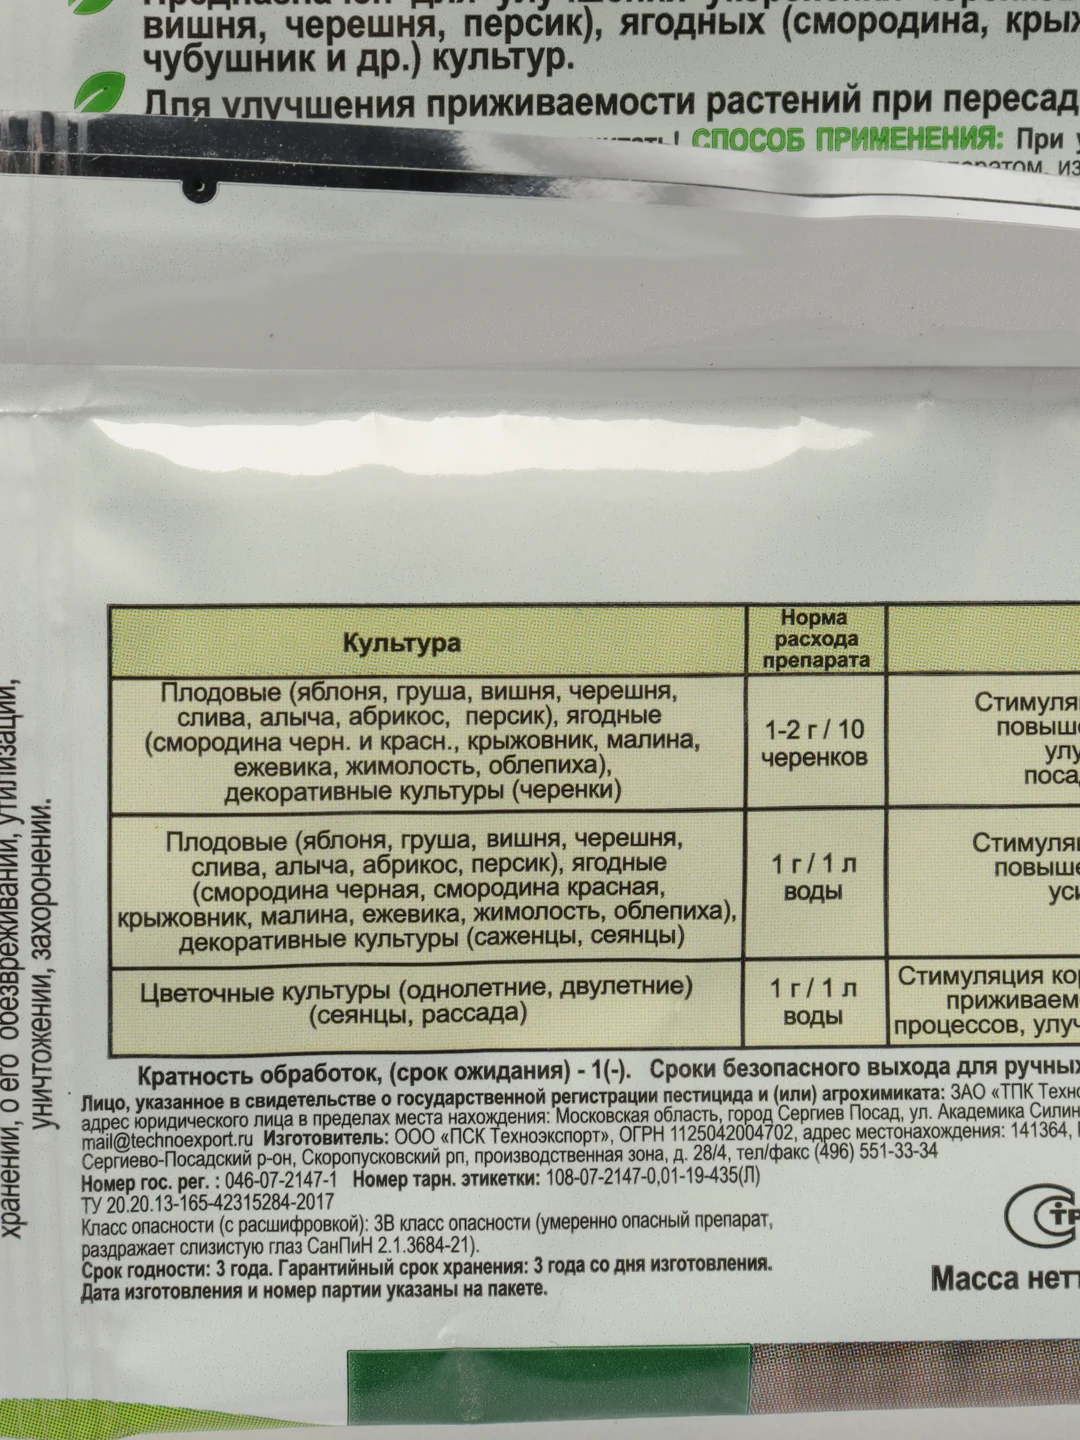 вишня, черешня, персик), ягодных (смородина,
чубушник и др.) культур.
Для улучшения приживаемости растений при
СПОСОБ ПРИМЕНЕНИЯ: При
Культура
Норма
расхода
препарата
Плодовые (яблоня, груша, вишня, черешня,
слива, алыча, абрикос, персик), ягодные
(смородина черн. и красн., крыжовник, малина,
ежевика, жимолость, облепиха),
декоративные культуры (черенки)
1-2 г / 10
черенков
Плодовые (яблоня, груша, вишня, черешня,
слива, алыча, абрикос, персик), ягодные
(смородина черная, смородина красная,
крыжовник, малина, ежевика, жимолость, облепиха),
декоративные культуры (саженцы, сеянцы)
1 г / 1 л
воды
Цветочные культуры (однолетние, двулетние)
(сеянцы, рассада)
1 г / 1 л
воды
Стимуляция
процессов,
Кратность обработок, (срок ожидания) - 1(-). Сроки безопасного выхода для ручных
Лицо, указанное в свидетельстве о государственной регистрации пестицида и (или) агрохимиката: ЗАО «ТПК
адрес юридического лица в пределах места нахождения: Московская область, город Сергиев Посад, ул. Академика
mail@technoexport.ru Изготовитель: ООО «ПСК Техноэкспорт», ОГРН 1125042004702, адрес местонахождения: 141364,
Сергиево-Посадский р-он, Скоропусковский рп, производственная зона, д. 28/4, тел/факс (496) 551-33-34
Номер гос. рег. : 046-07-2147-1 Номер тарн. этикетки: 108-07-2147-0,01-19-435(Л)
ТУ 20.20.13-165-42315284-2017
Класс опасности (с расшифровкой): 3В класс опасности (умеренно опасный препарат,
раздражает слизистую глаз СанПиН 2.1.3684-21).
Срок годности: 3 года. Гарантийный срок хранения: 3 года со дня изготовления.
Дата изготовления и номер партии указаны на пакете.
Масса
хранении, о его обезвреживании, утилизации,
уничтожении, захоронении.